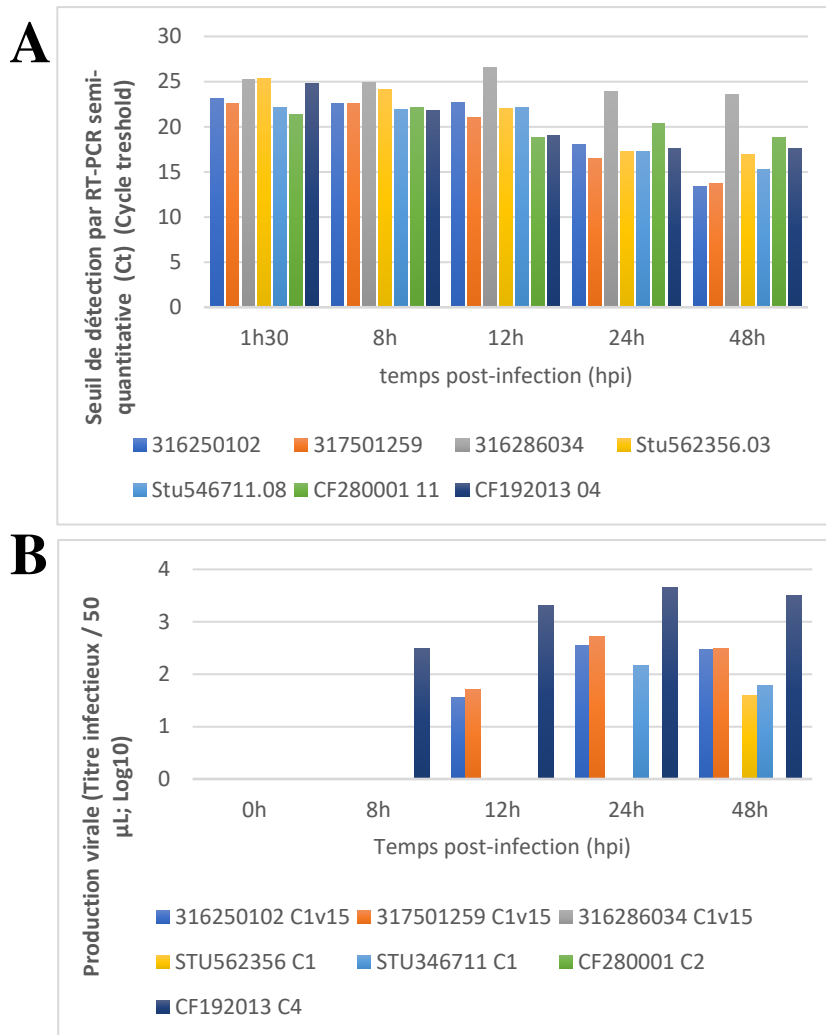 A
Seuil de détection par RT-PCR semi-
quantitative (Ct) (Cycle treshold)
30
25
20
15
10
5
0
1h30 8h 12h 24h 48h
temps post-infection (hpi)
316250102 317501259 316286034 Stu562356.03
Stu546711.08 CF280001 11 CF192013 04
B
Production virale (Titre infectieux / 50
µL; Log10)
4
3
2
1
0
0h 8h 12h 24h 48h
Temps post-infection (hpi)
316250102 C1v15 317501259 C1v15 316286034 C1v15
STU562356 C1 STU346711 C1 CF280001 C2
CF192013 C4